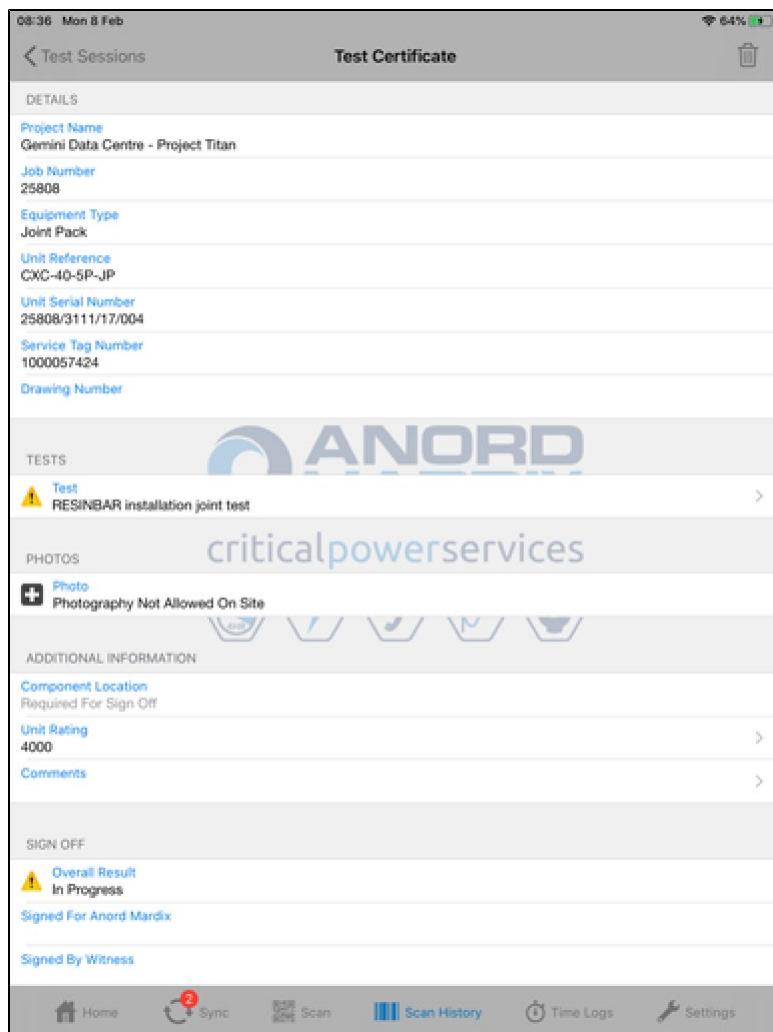 08:36 Mon 8 Feb
64%
Test Sessions
Test Certificate
DETAILS
Project Name
Gemini Data Centre - Project Titan
Job Number
25808
Equipment Type
Joint Pack
Unit Reference
CXC-40-5P-JP
Unit Serial Number
25808/3111/17/004
Service Tag Number
1000057424
Drawing Number
ANORD
TESTS
Test
RESINBAR installation joint test
criticalpowerservices
PHOTOS
Photo
Photography Not Allowed On Site
ADDITIONAL INFORMATION
Component Location
Required For Sign Off
Unit Rating
4000
Comments
SIGN OFF
Overall Result
In Progress
Signed For Anord Mardix
Signed By Witness
Home
2
Sync
Scan
Scan History
Time Logs
Settings